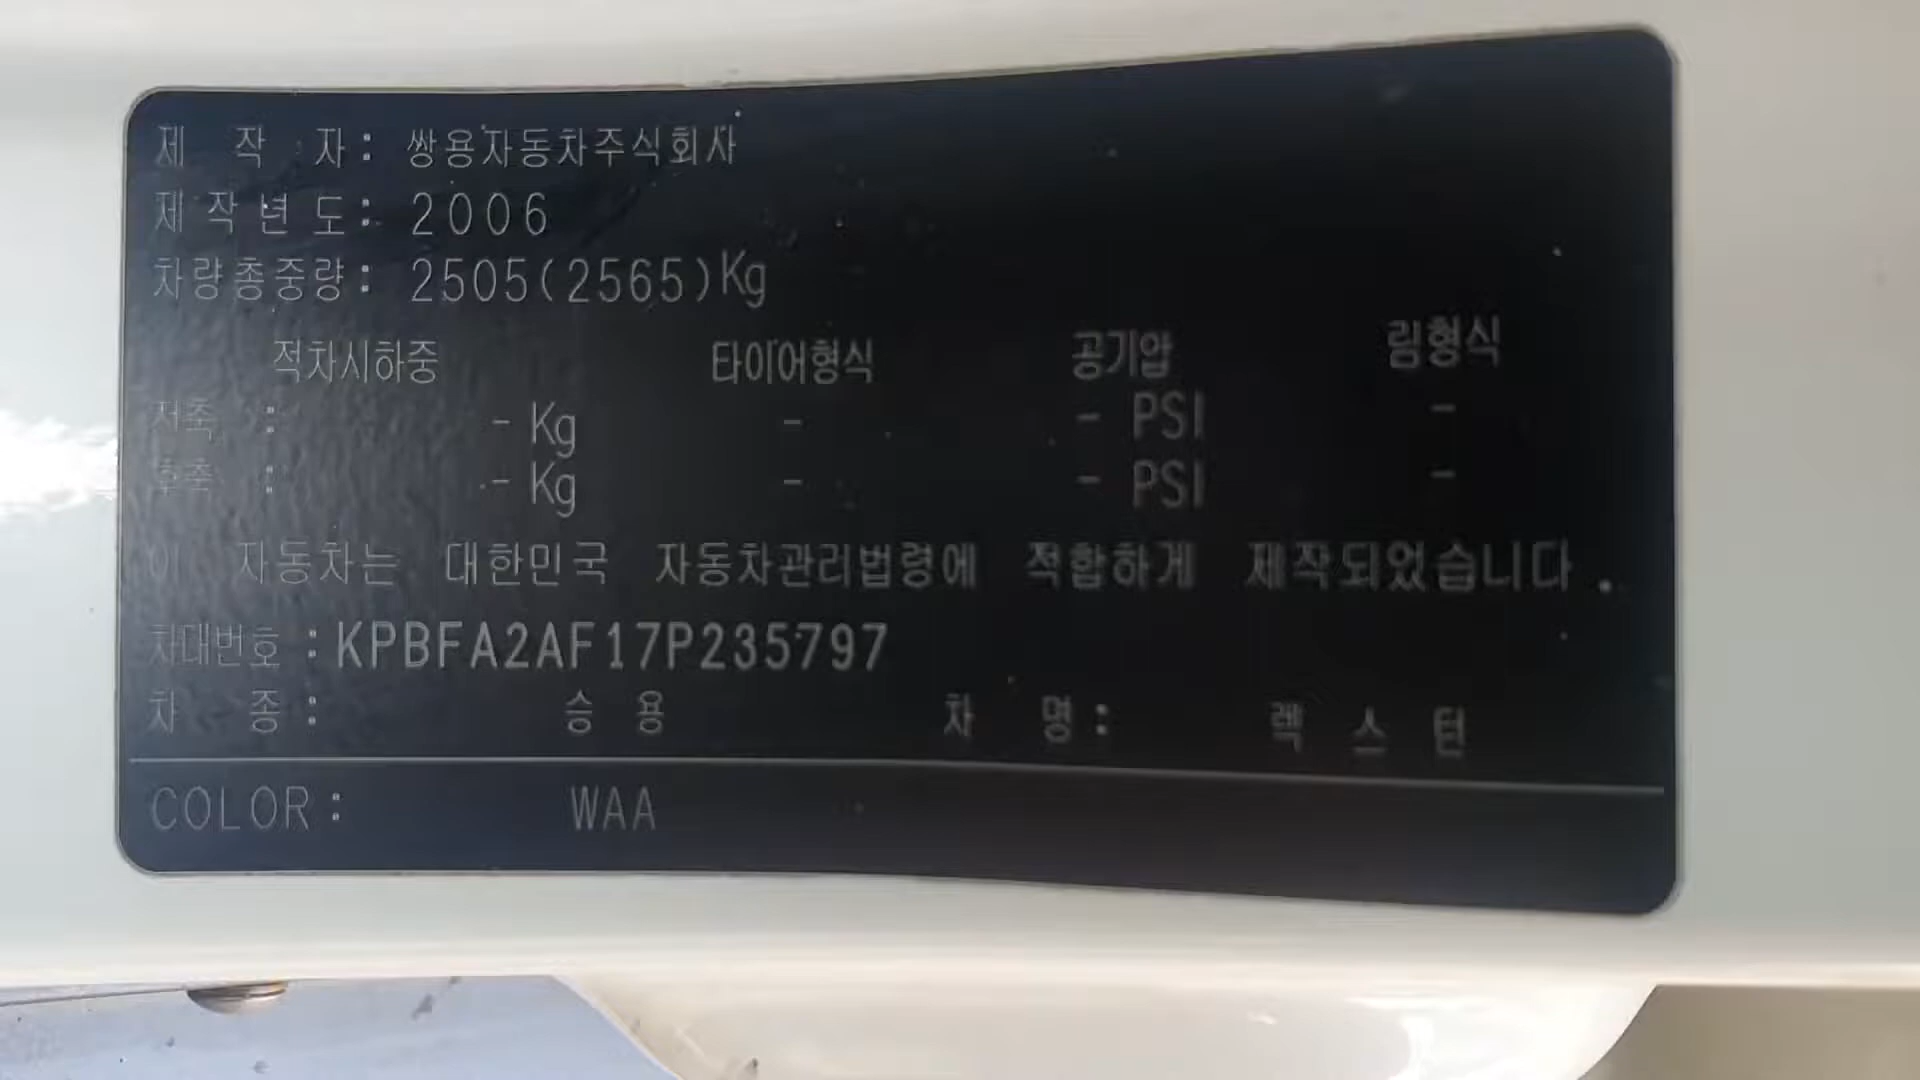 제 작 자: 쌍용자동차주식회사
제작년도: 2006
차량총중량: 2505(2565)Kg
적차시하중 타이어형식 공기압 림형식
저축 : - Kg - - PSI -
후축 : - Kg - - PSI -
이 자동차는 대한민국 자동차관리법령에 적합하게 제작되었습니다.
차대번호 :KPBFA2AF17P235797
차 종: 승 용 차 명: 렉 스 턴
COLOR: WAA